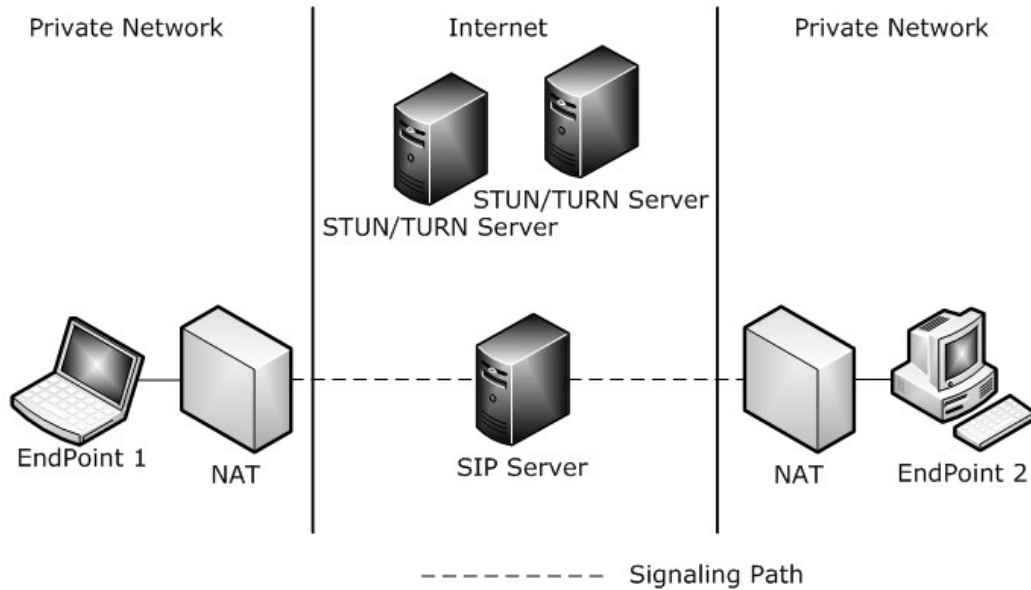 Private Network
Internet
Private Network
STUN/TURN Server
STUN/TURN Server
EndPoint 1
NAT
SIP Server
NAT
EndPoint 2
Signaling Path